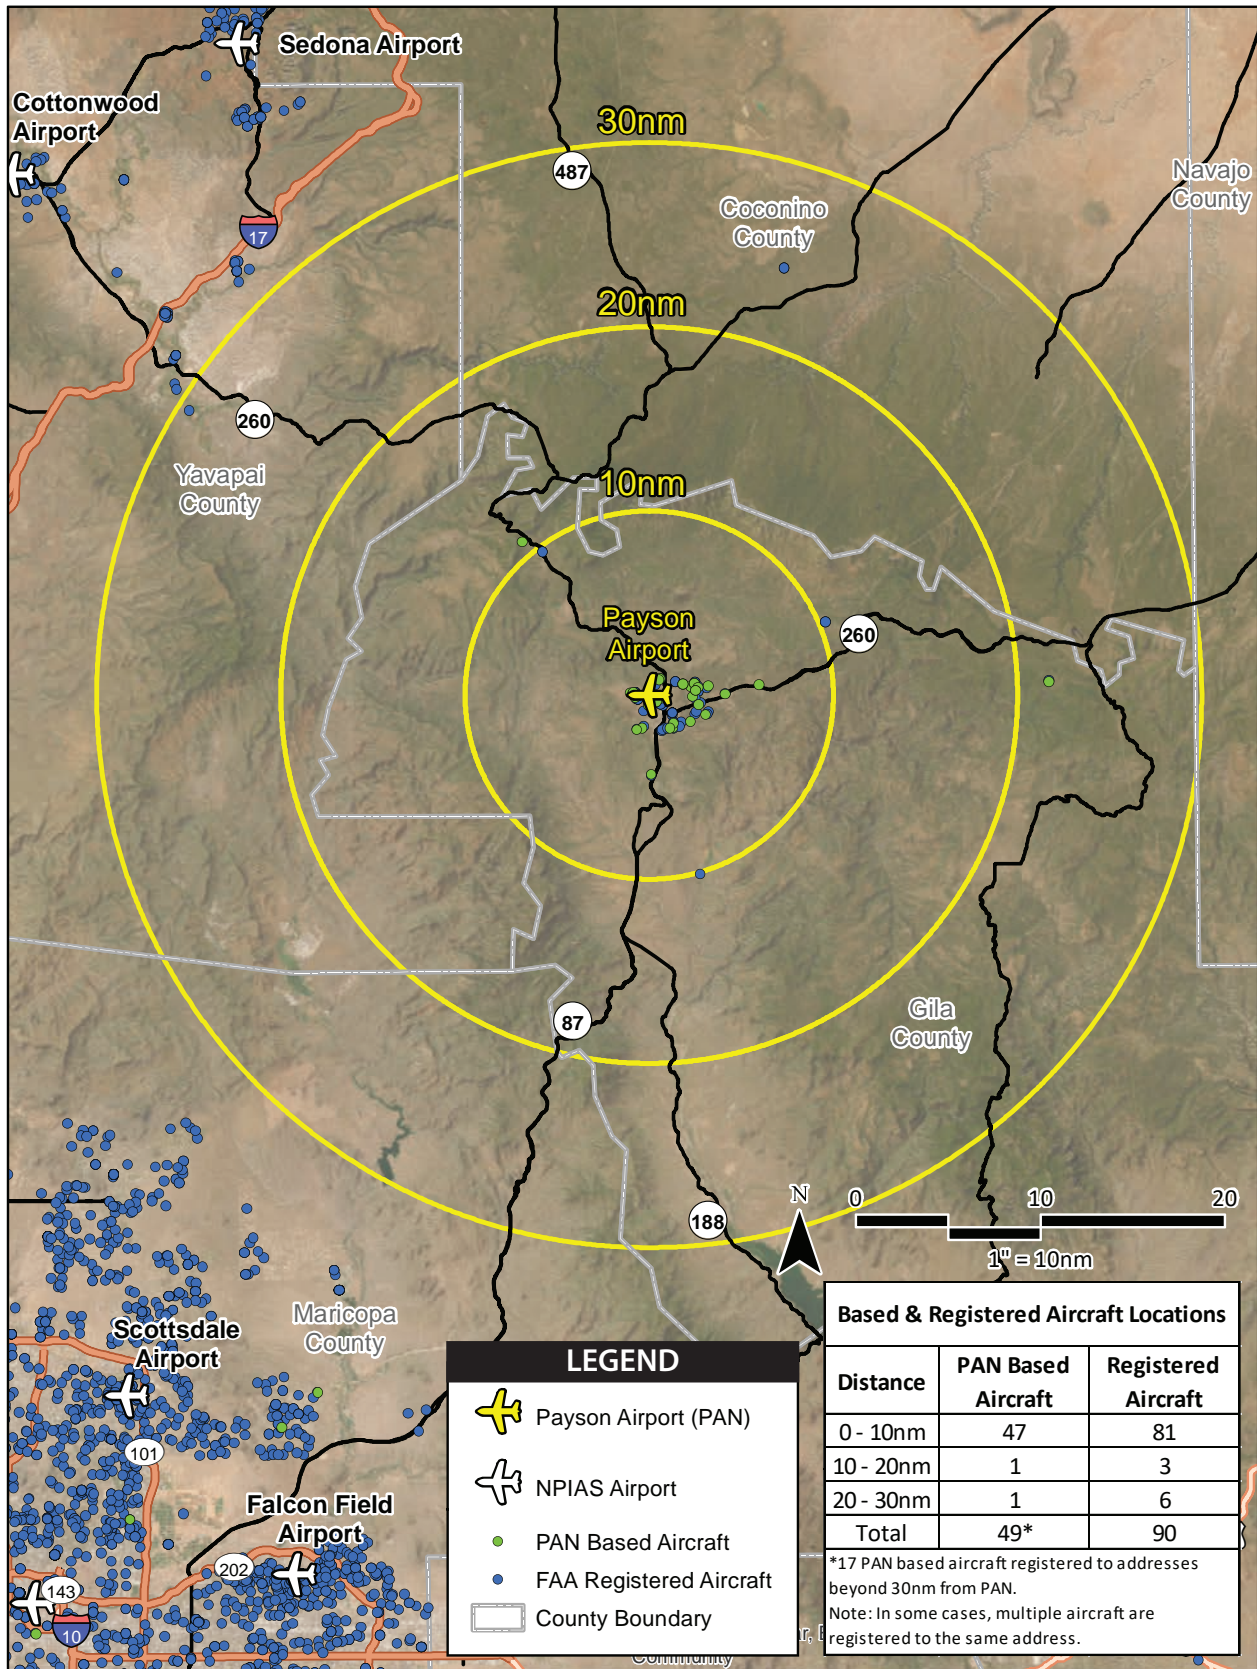 Sedona Airport
Cottonwood
Airport
30nm
487
Navajo
County
Coconino
County
17
20nm
260
Yavapai
County
10nm
Payson
Airport
260
Gila
County
87
188
N
0 10 20
1" = 10nm
Maricopa
County
Scottsdale
Airport
101
Falcon Field
Airport
202
143
10
Community
LEGEND
Payson Airport (PAN)
NPIAS Airport
PAN Based Aircraft
FAA Registered Aircraft
County Boundary
Based & Registered Aircraft Locations
Distance PAN Based Aircraft Registered Aircraft
0 - 10nm 47 81
10 - 20nm 1 3
20 - 30nm 1 6
Total 49* 90
*17 PAN based aircraft registered to addresses
beyond 30nm from PAN.
Note: In some cases, multiple aircraft are
registered to the same address.